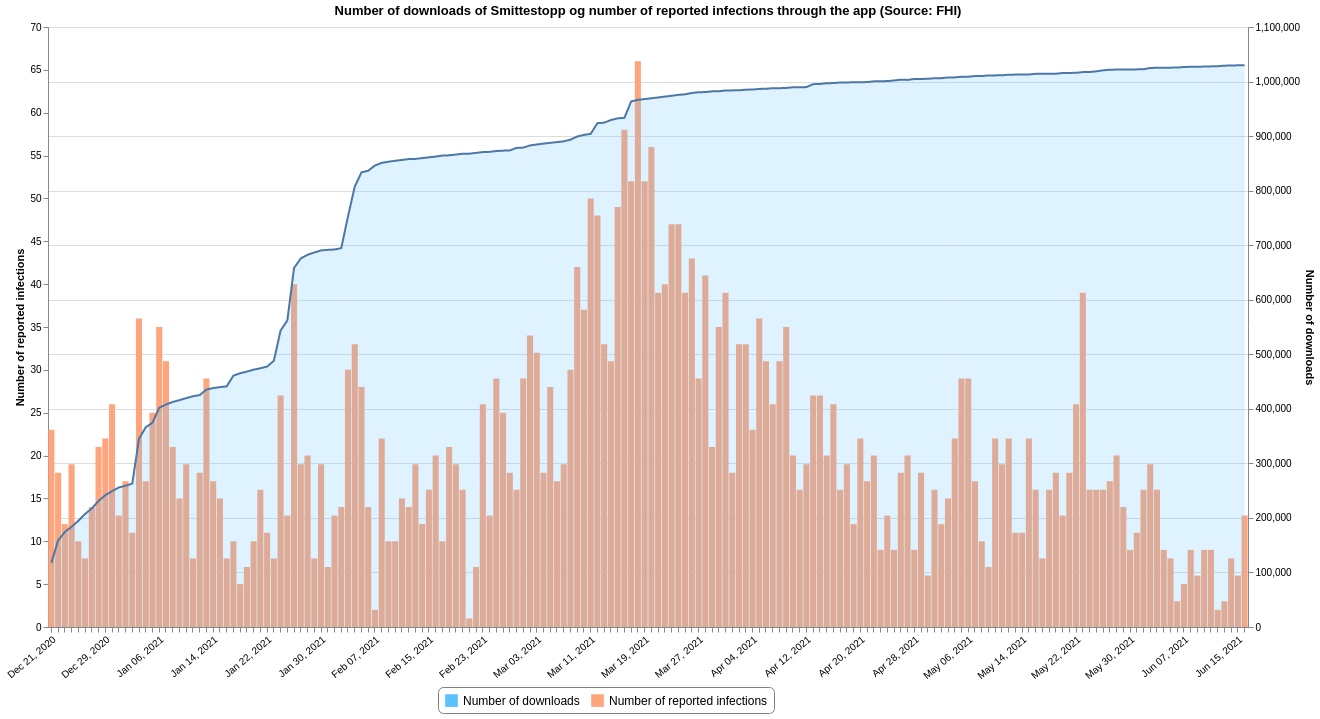 Number of downloads of Smittestopp og number of reported infections through the app (Source: FHI)
70
65
60
55
50
45
40
35
30
25
20
15
10
5
0
Number of reported infections
1,100,000
1,000,000
900,000
800,000
700,000
600,000
500,000
400,000
300,000
200,000
100,000
0
Number of downloads
Dec 21, 2020
Dec 29, 2020
Jan 06, 2021
Jan 14, 2021
Jan 22, 2021
Jan 30, 2021
Feb 07, 2021
Feb 15, 2021
Feb 23, 2021
Mar 03, 2021
Mar 11, 2021
Mar 19, 2021
Mar 27, 2021
Apr 04, 2021
Apr 12, 2021
Apr 20, 2021
Apr 28, 2021
May 06, 2021
May 14, 2021
May 22, 2021
May 30, 2021
Jun 07, 2021
Jun 15, 2021
Number of downloads Number of reported infections